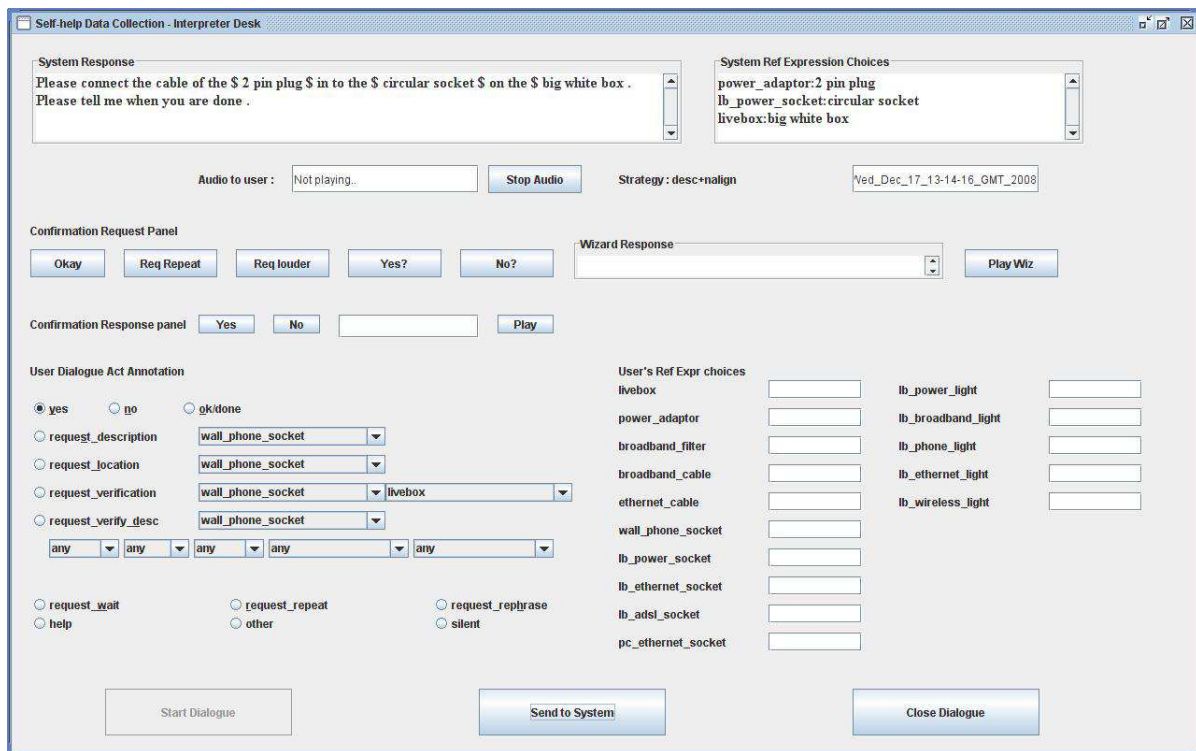 Self-help Data Collection - Interpreter Desk
System Response
Please connect the cable of the $ 2 pin plug $ in to the $ circular socket $ on the $ big white box .
Please tell me when you are done .
System Ref Expression Choices
power_adaptor:2 pin plug
lb_power_socket:circular socket
livebox:big white box
Audio to user : Not playing.. Stop Audio Strategy : desc+nalign Wed_Dec_17_13-14-16_GMT_2008
Confirmation Request Panel
Okay Req Repeat Req louder Yes? No? Wizard Response Play Wiz
Confirmation Response panel Yes No Play
User Dialogue Act Annotation
yes no ok/done
request_description wall_phone_socket
request_location wall_phone_socket
request_verification wall_phone_socket livebox
request_verify_desc wall_phone_socket
any any any any any
request_wait request_repeat request_rephrase
help other silent
User's Ref Expr choices
livebox lb_power_light
power_adaptor lb_broadband_light
broadband_filter lb_phone_light
broadband_cable lb_ethernet_light
ethernet_cable lb_wireless_light
wall_phone_socket
lb_power_socket
lb_ethernet_socket
lb_adsl_socket
pc_ethernet_socket
Start Dialogue Send to System Close Dialogue